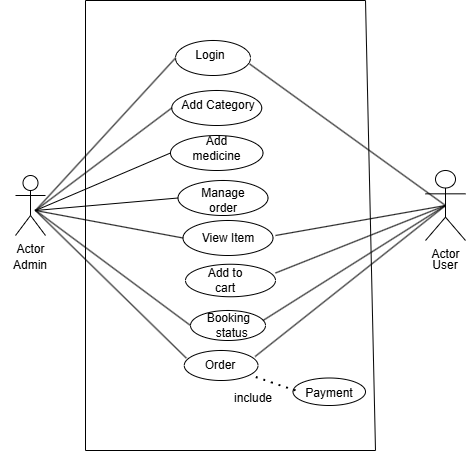 Login
Add Category
Add
medicine
Manage
order
View Item
Add to
cart
Booking
status
Order
include
Payment
Actor
Admin
Actor
User